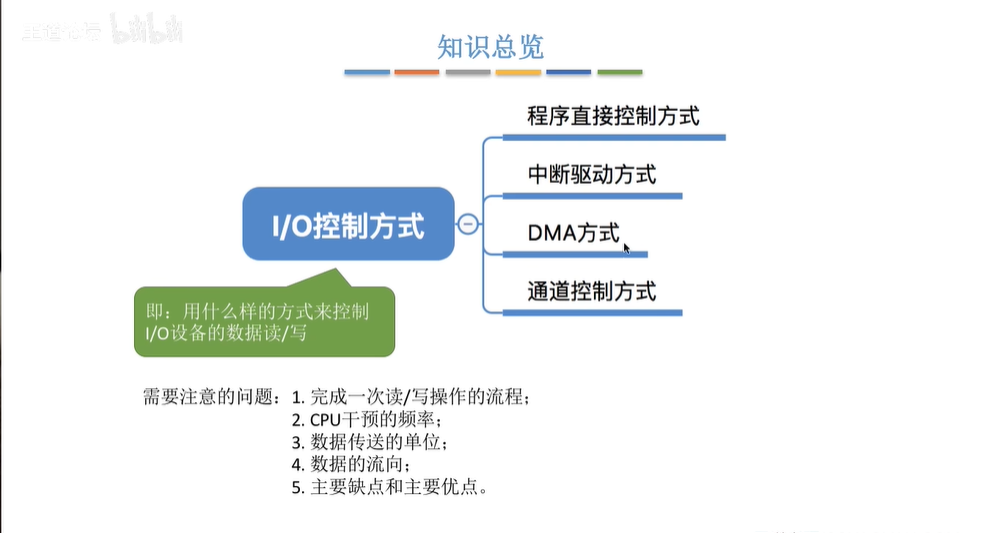 bilibili
知识总览
程序直接控制方式
中断驱动方式
I/O控制方式
DMA方式
通道控制方式
即：用什么样的方式来控制
I/O设备的数据读/写
需要注意的问题：1. 完成一次读/写操作的流程；
2. CPU干预的频率；
3. 数据传送的单位；
4. 数据的流向；
5. 主要缺点和主要优点。